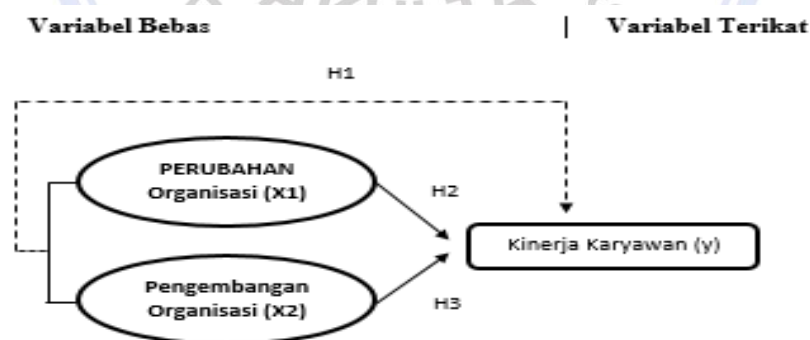 Variabel Bebas | Variabel Terikat
H1
PERUBAHAN
Organisasi (X1)
H2
Kinerja Karyawan (y)
Pengembangan
Organisasi (X2)
H3